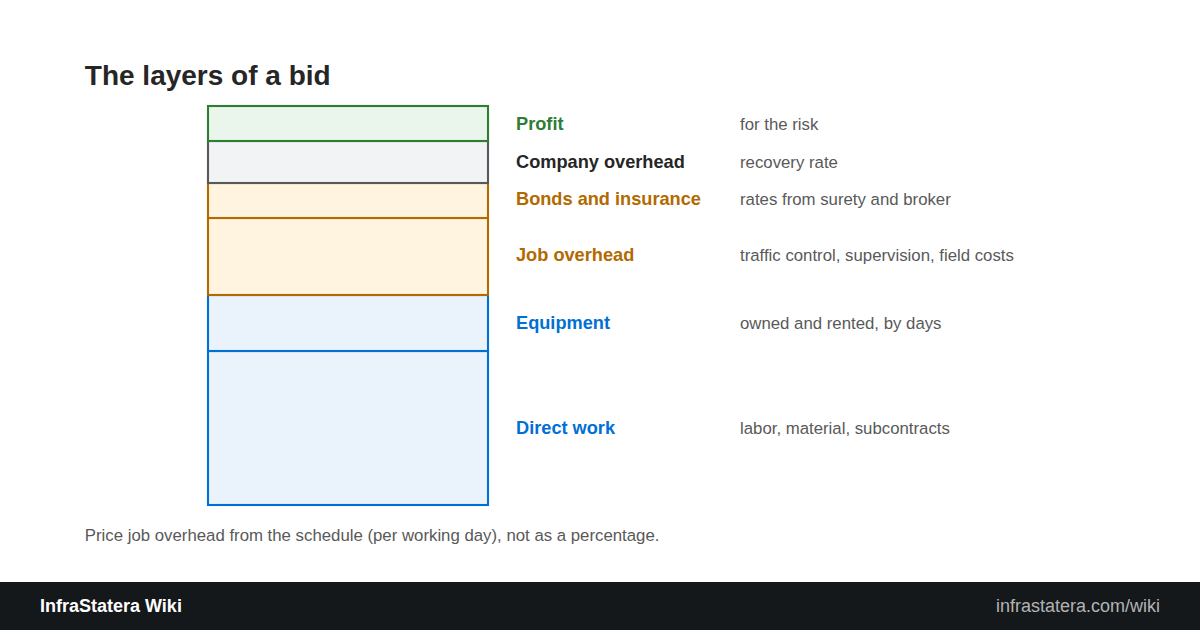 The layers of a bid
Profit for the risk
Company overhead recovery rate
Bonds and insurance rates from surety and broker
Job overhead traffic control, supervision, field costs
Equipment owned and rented, by days
Direct work labor, material, subcontracts
Price job overhead from the schedule (per working day), not as a percentage.
InfraStatera Wiki infrastatera.com/wiki